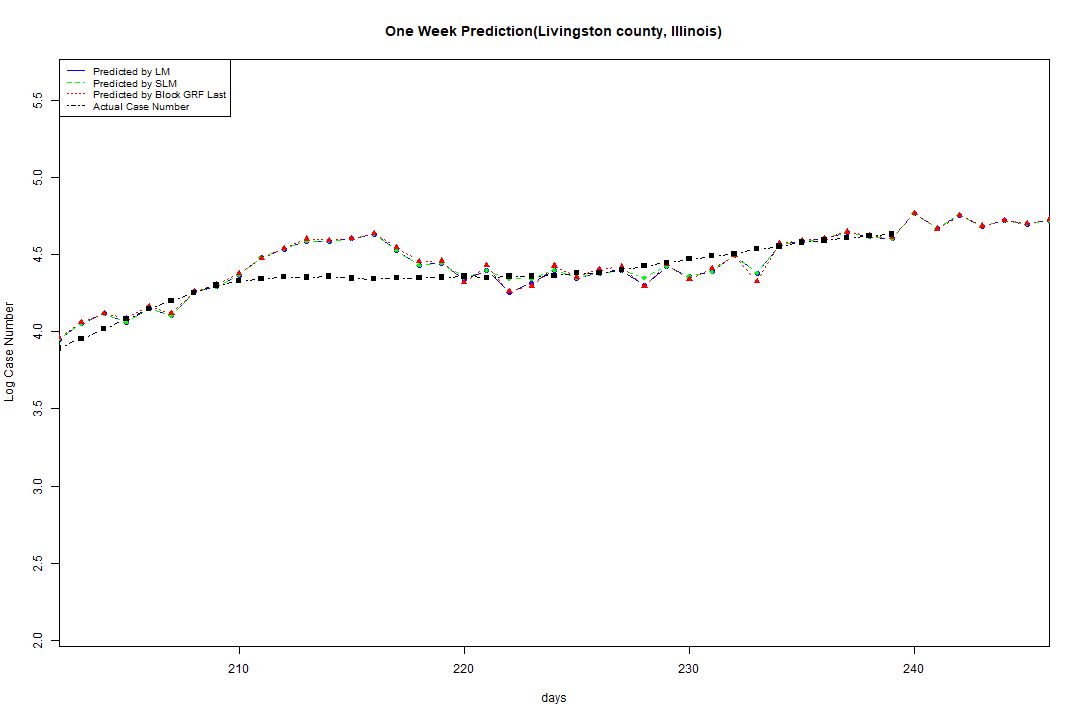 One Week Prediction(Livingston county, Illinois)
Predicted by LM
Predicted by SLM
Predicted by Block GRF Last
Actual Case Number
5.5
5.0
4.5
4.0
3.5
3.0
2.5
2.0
Log Case Number
210
220
230
240
days